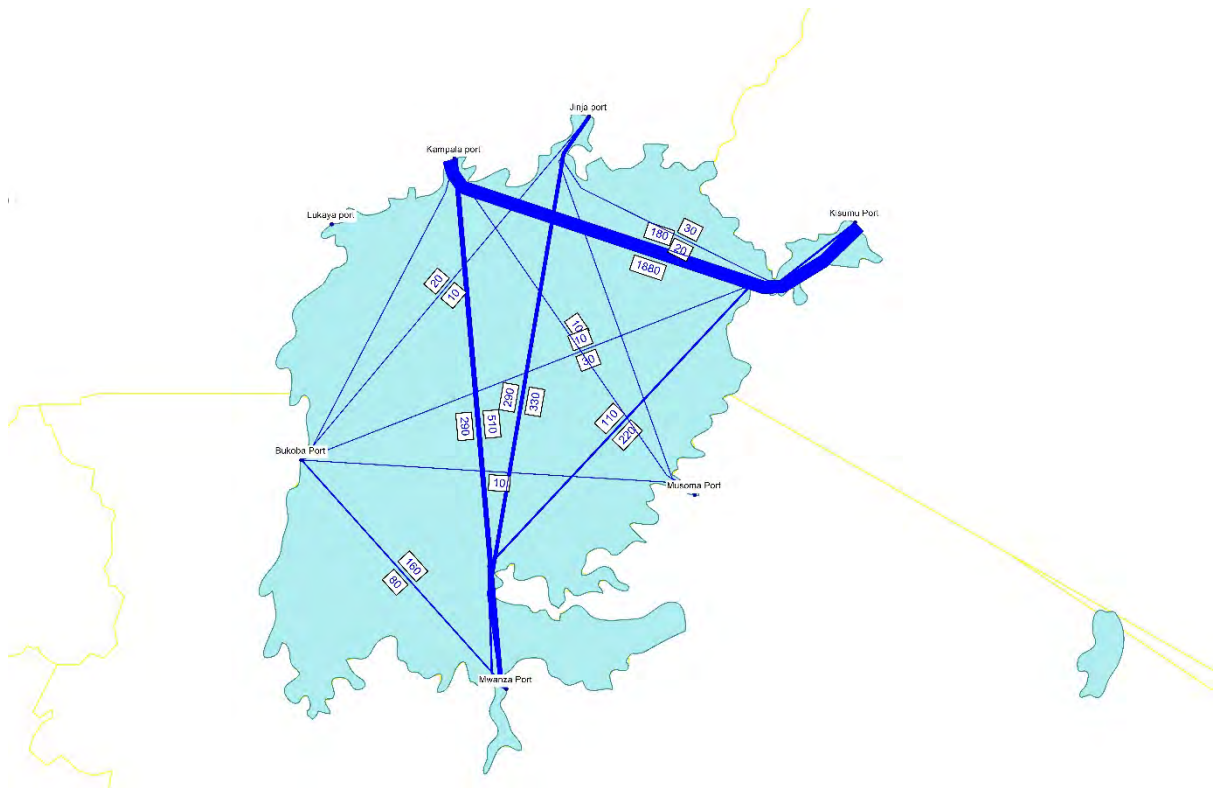 Jinja port
Kampala port
Lukaya port
Kisumu Port
30
180
20
1880
20
10
10
10
30
290
330
110
220
290
510
Bukoba Port
10
Musoma Port
160
80
Mwanza Port